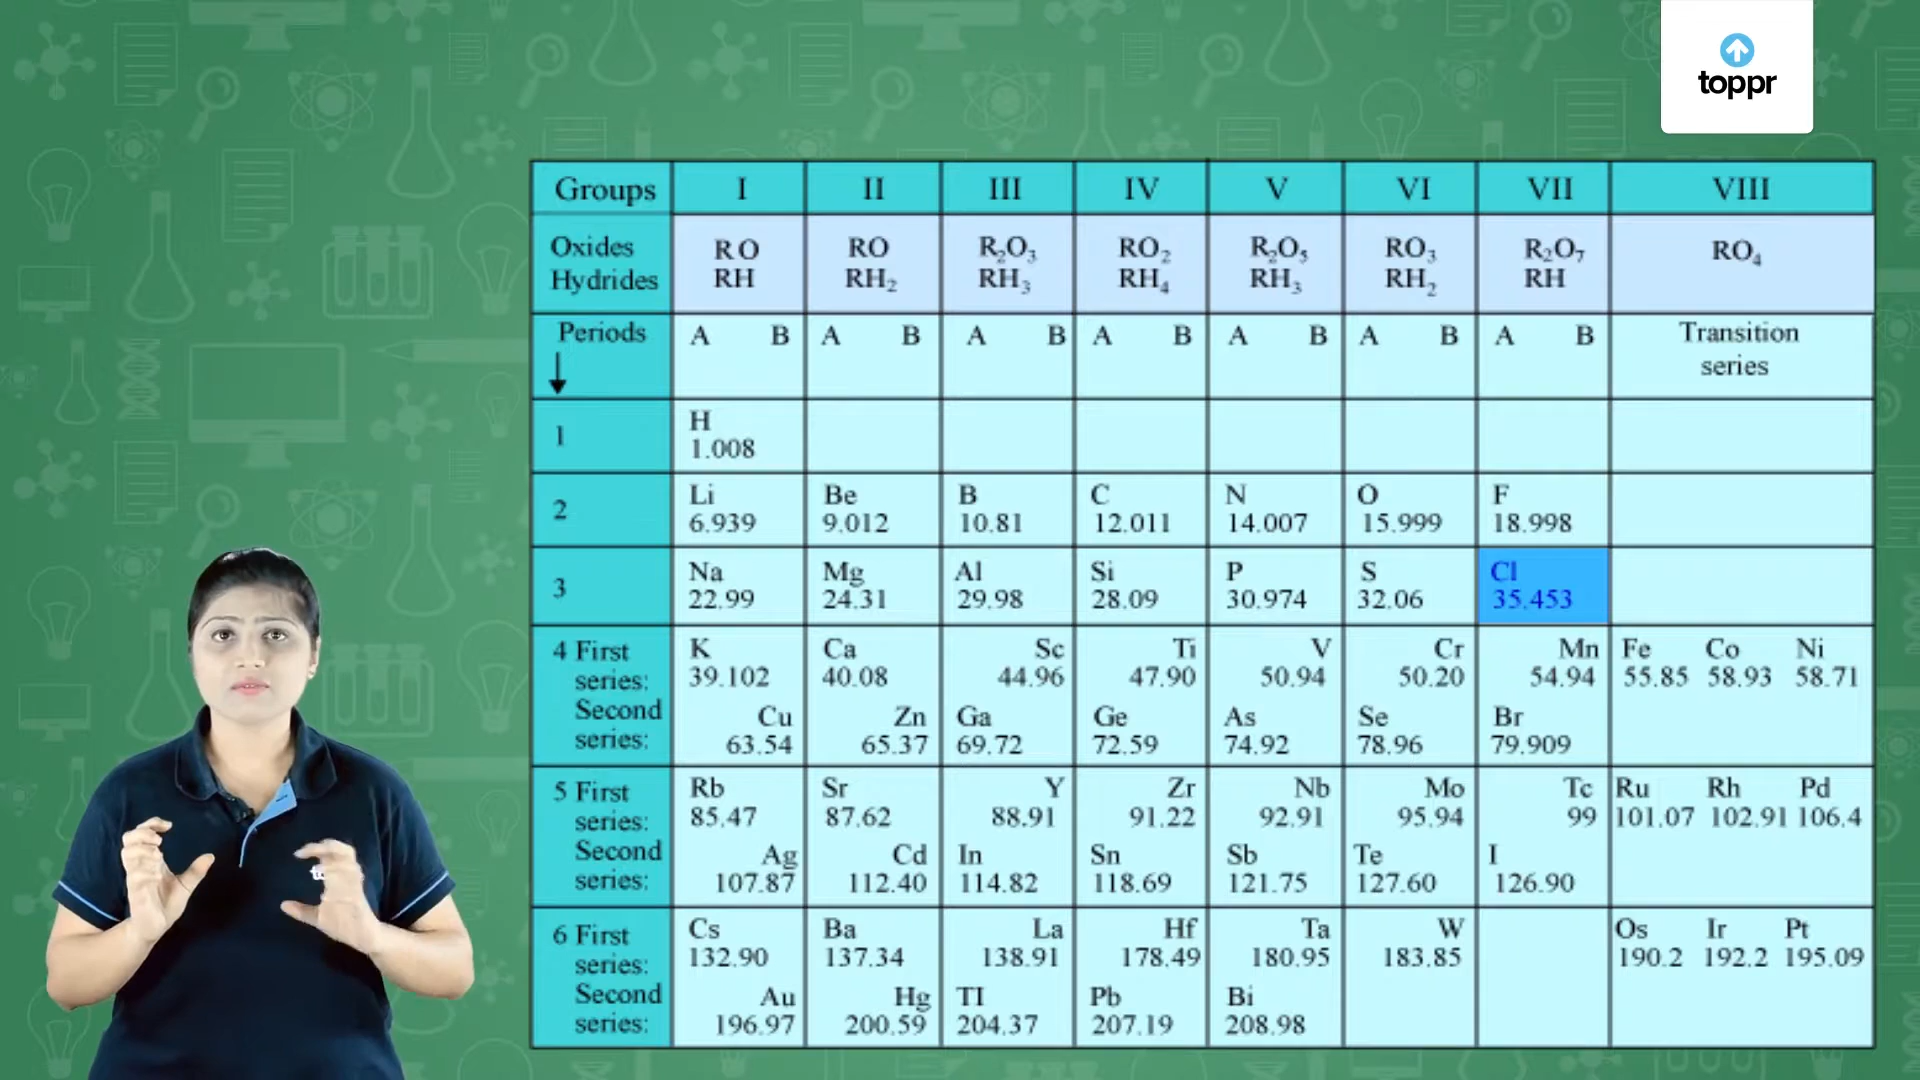 toppr
Groups I II III IV V VI VII VIII
Oxides RO RO R₂O₃ RO₂ R₂O₅ RO₃ R₂O₇ RO₄
Hydrides RH RH₂ RH₃ RH₄ RH₃ RH₂ RH
Periods A B A B A B A B A B A B A B Transition
series
1 H
1.008
2 Li Be B C N O F
6.939 9.012 10.81 12.011 14.007 15.999 18.998
3 Na Mg Al Si P S Cl
22.99 24.31 29.98 28.09 30.974 32.06 35.453
4 First K Ca Sc Ti V Cr Mn Fe Co Ni
series: 39.102 40.08 44.96 47.90 50.94 50.20 54.94 55.85 58.93 58.71
Second Cu Zn Ga Ge As Se Br
series: 63.54 65.37 69.72 72.59 74.92 78.96 79.909
5 First Rb Sr Y Zr Nb Mo Tc Ru Rh Pd
series: 85.47 87.62 88.91 91.22 92.91 95.94 99 101.07 102.91 106.4
Second Ag Cd In Sn Sb Te I
series: 107.87 112.40 114.82 118.69 121.75 127.60 126.90
6 First Cs Ba La Hf Ta W Os Ir Pt
series: 132.90 137.34 138.91 178.49 180.95 183.85 190.2 192.2 195.09
Second Au Hg TI Pb Bi
series: 196.97 200.59 204.37 207.19 208.98